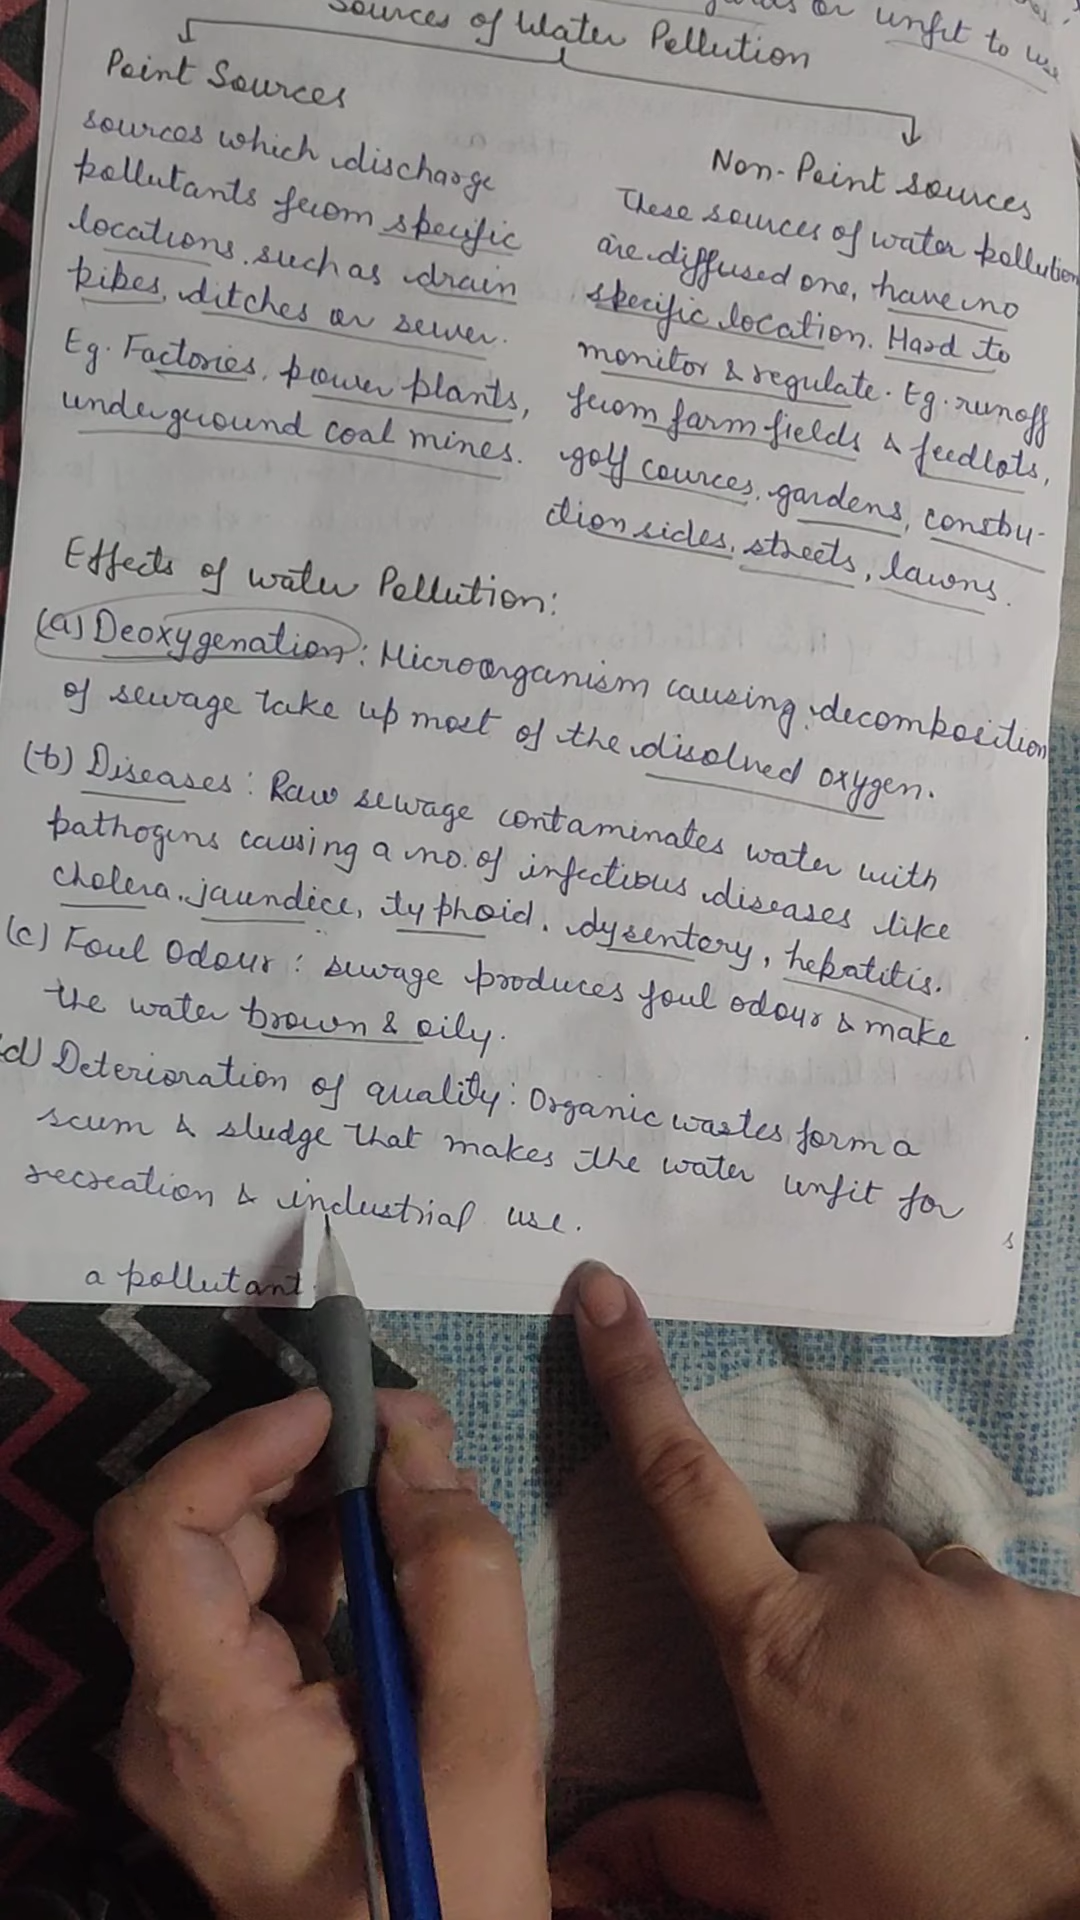 or unfit to use
Sources of Water Pollution
Point Sources
sources which discharge
pollutants from specific
locations, such as drain
pipes, ditches or sewer.
Eg. Factories, power plants,
underground coal mines.
Non-Point Sources
These sources of water pollution
are diffused one, have no
specific location. Hard to
monitor & regulate. Eg. runoff
from farm fields & feedlots,
golf cources, gardens, constru-
ction sides, streets, lawns.
Effects of water Pollution:
(a) Deoxygenation: Microorganism causing decomposition
of sewage take up most of the disolved oxygen.
(b) Diseases: Raw sewage contaminates water with
pathogens causing a no. of infectious diseases like
cholera, jaundice, typhoid, dysentery, hepatitis.
(c) Foul Odour: sewage produces foul odour & make
the water brown & oily.
(d) Deterioration of quality: Organic wastes form a
scum & sludge that makes the water unfit for
recreation & industrial use.
a pollutant